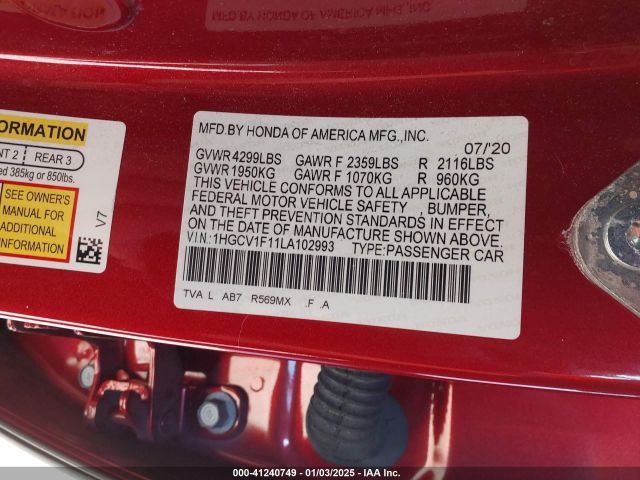 MFD.BY HONDA OF AMERICA MFG.,INC.
07/'20
GVWR 4299LBS GAWR F 2359LBS R 2116LBS
GVWR 1950KG GAWR F 1070KG R 960KG
THIS VEHICLE CONFORMS TO ALL APPLICABLE
FEDERAL MOTOR VEHICLE SAFETY , BUMPER,
AND THEFT PREVENTION STANDARDS IN EFFECT
ON THE DATE OF MANUFACTURE SHOWN ABOVE.
V.I.N.: 1HGCV1F11LA102993 TYPE:PASSENGER CAR
TVA L AB7 R569MX .F .A
FORMATION
NT 2 REAR 3
ed 385kg or 850lbs.
SEE OWNER'S
MANUAL FOR
ADDITIONAL
INFORMATION
V7
000-41240749 - 01/03/2025 - IAA Inc.